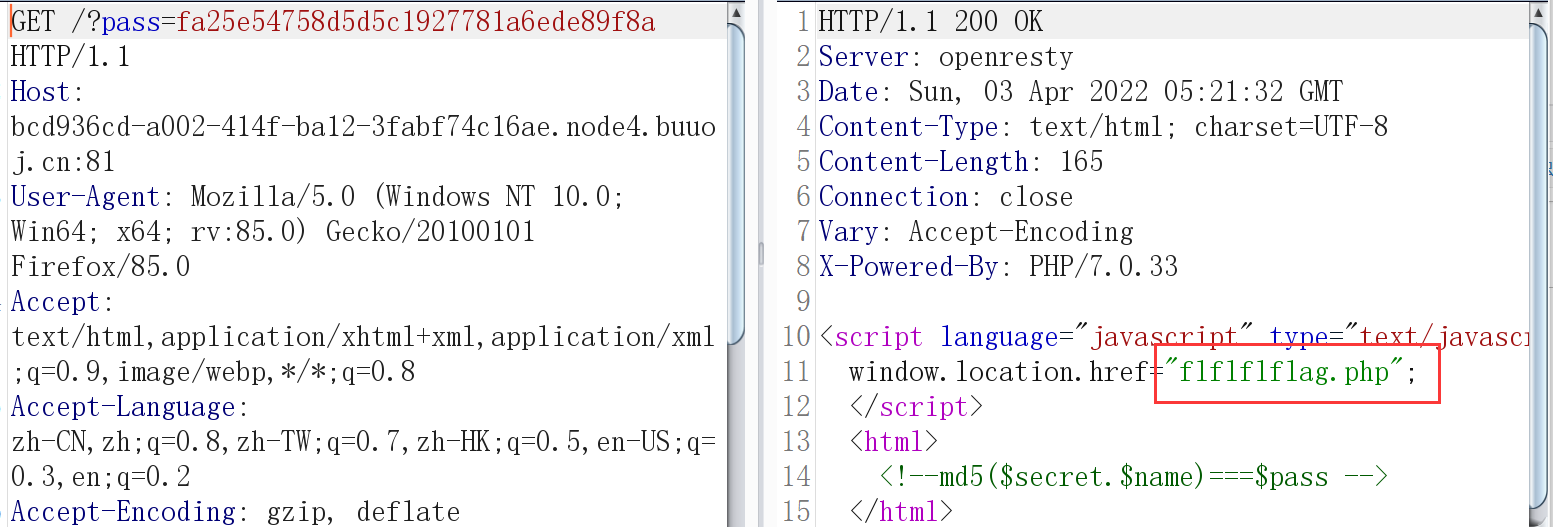 GET /?pass=fa25e54758d5d5c1927781a6ede89f8a
HTTP/1.1
Host:
bcd936cd-a002-414f-ba12-3fabf74c16ae.node4.buuo
j.cn:81
User-Agent: Mozilla/5.0 (Windows NT 10.0;
Win64; x64; rv:85.0) Gecko/20100101
Firefox/85.0
Accept:
text/html,application/xhtml+xml,application/xml
;q=0.9,image/webp,*/*;q=0.8
Accept-Language:
zh-CN,zh;q=0.8,zh-TW;q=0.7,zh-HK;q=0.5,en-US;q=
0.3,en;q=0.2
Accept-Encoding: gzip, deflate
1 HTTP/1.1 200 OK
2 Server: openresty
3 Date: Sun, 03 Apr 2022 05:21:32 GMT
4 Content-Type: text/html; charset=UTF-8
5 Content-Length: 165
6 Connection: close
7 Vary: Accept-Encoding
8 X-Powered-By: PHP/7.0.33
9
10 <script language="javascript" type="text/javasc
11 window.location.href="flflflflag.php";
12 </script>
13 <html>
14 <!--md5($secret.$name)===$pass -->
15 </html>